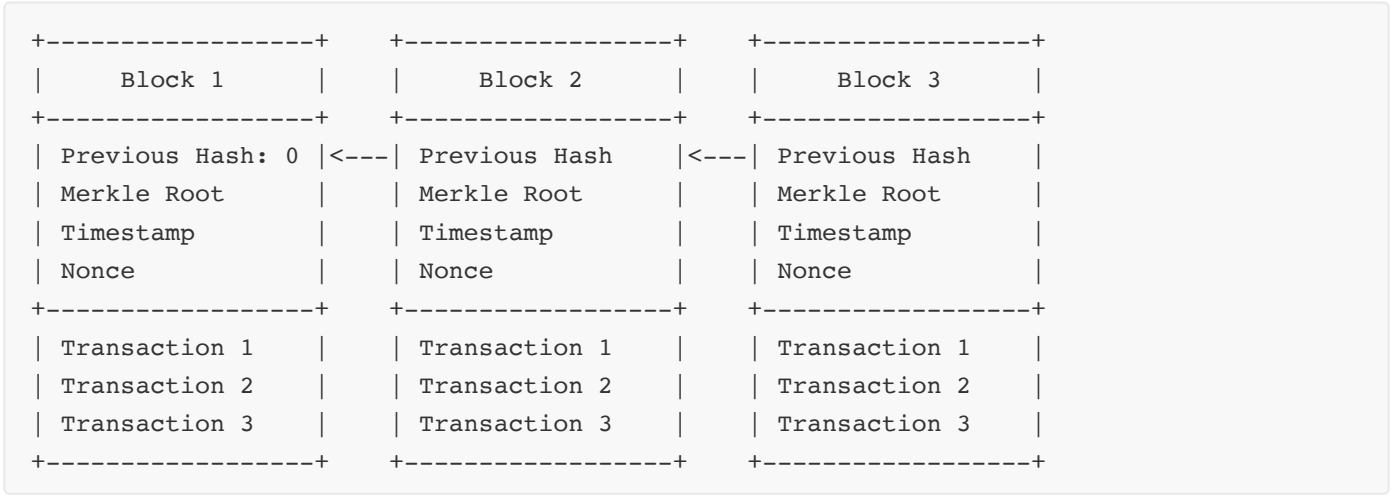 +------------------+    +------------------+     +------------------+
|     Block 1      |    |     Block 2      |     |     Block 3      |
+------------------+    +------------------+     +------------------+
| Previous Hash: 0 |<---| Previous Hash    |<---| Previous Hash    |
| Merkle Root      |    | Merkle Root      |    | Merkle Root      |
| Timestamp        |    | Timestamp        |    | Timestamp        |
| Nonce            |    | Nonce            |    | Nonce            |
+------------------+    +------------------+     +------------------+
| Transaction 1    |    | Transaction 1    |    | Transaction 1    |
| Transaction 2    |    | Transaction 2    |    | Transaction 2    |
| Transaction 3    |    | Transaction 3    |    | Transaction 3    |
+------------------+    +------------------+     +------------------+